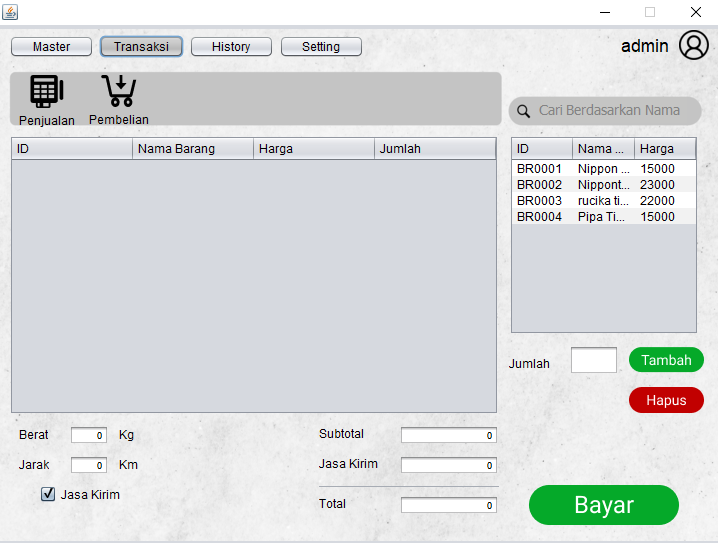 Master Transaksi History Setting admin
Penjualan Pembelian
Cari Berdasarkan Nama
ID Nama Barang Harga Jumlah
ID Nama ... Harga
BR0001 Nippon ... 15000
BR0002 Nippont... 23000
BR0003 rucika ti... 22000
BR0004 Pipa Ti... 15000
Jumlah Tambah
Hapus
Berat 0 Kg
Jarak 0 Km
Jasa Kirim
Subtotal 0
Jasa Kirim 0
Total 0
Bayar